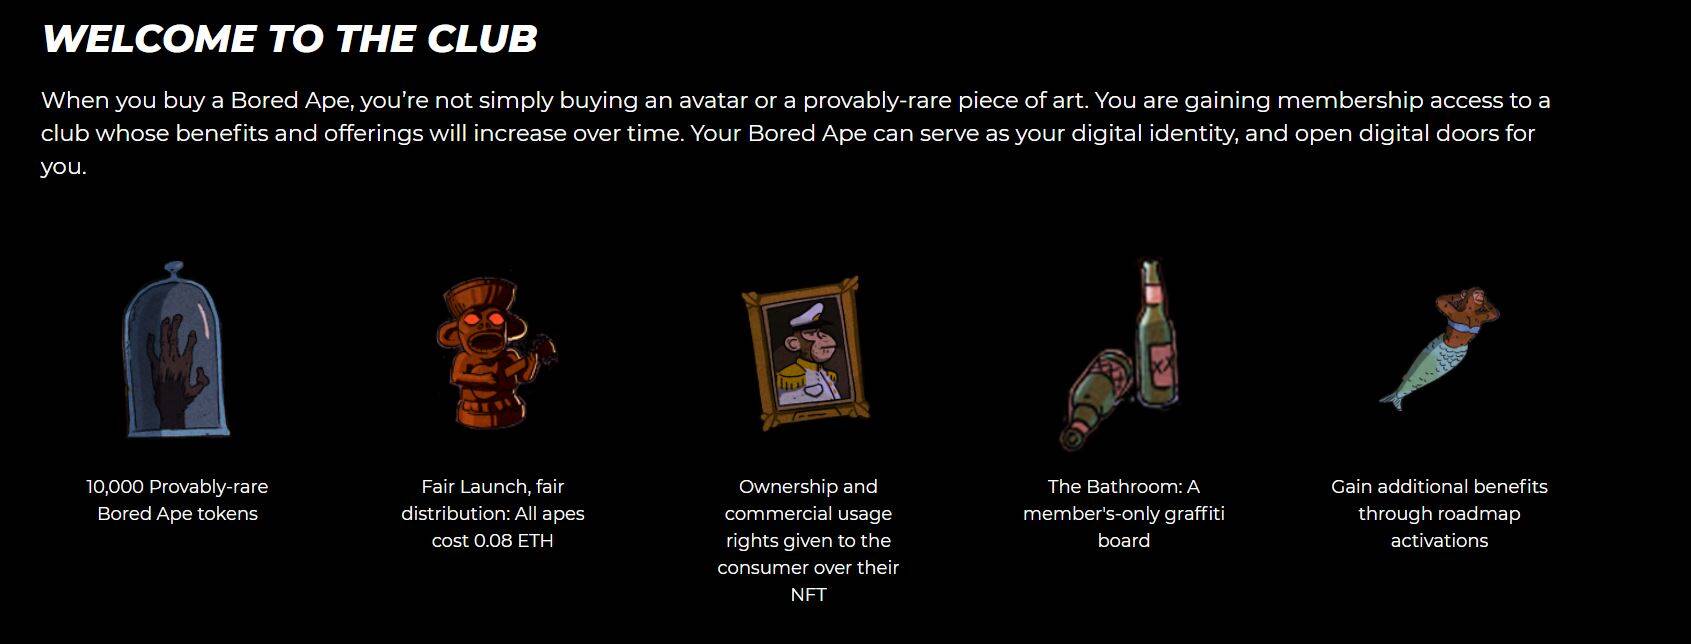 WELCOME TO THE CLUB
When you buy a Bored Ape, you’re not simply buying an avatar or a provably-rare piece of art. You are gaining membership access to a
club whose benefits and offerings will increase over time. Your Bored Ape can serve as your digital identity, and open digital doors for
you.
10,000 Provably-rare
Bored Ape tokens
Fair Launch, fair
distribution: All apes
cost 0.08 ETH
Ownership and
commercial usage
rights given to the
consumer over their
NFT
XX
The Bathroom: A
member's-only graffiti
board
Gain additional benefits
through roadmap
activations